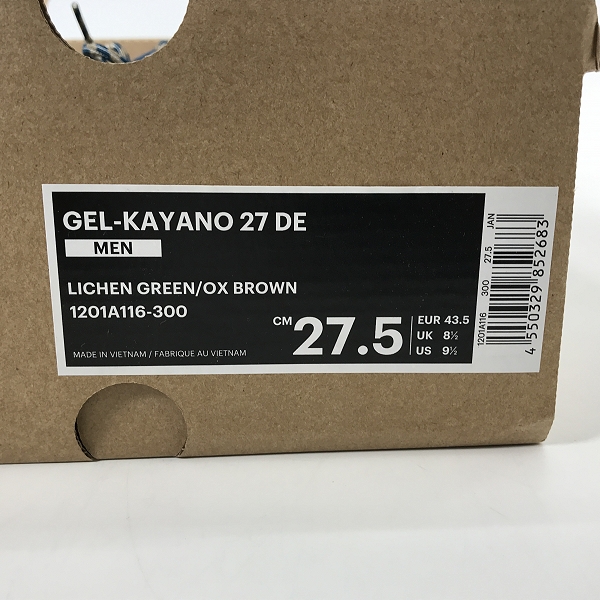 GEL-KAYANO 27 DE
MEN
LICHEN GREEN/OX BROWN
1201A116-300
MADE IN VIETNAM / FABRIQUE AU VIETNAM
CM 27.5
EUR 43.5
UK 8½
US 9½
1201A116 300 27.5 JAN
4 550329 852683